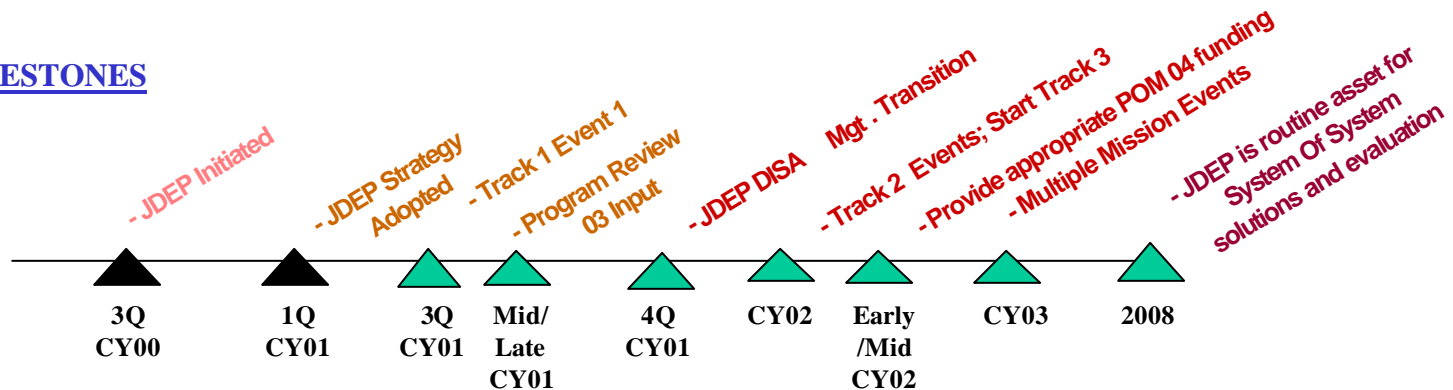 ESTONES
- JDEP Initiated
- JDEP Strategy
Adopted
- Track 1 Event 1
- Program Review
03 Input
- JDEP DISA Mgt . Transition
- Track 2 Events; Start Track 3
- Provide appropriate POM 04 funding
- Multiple Mission Events
- JDEP is routine asset for
System Of System
solutions and evaluation
3Q
CY00
1Q
CY01
3Q
CY01
Mid/
Late
CY01
4Q
CY01
CY02
Early
/Mid
CY02
CY03
2008